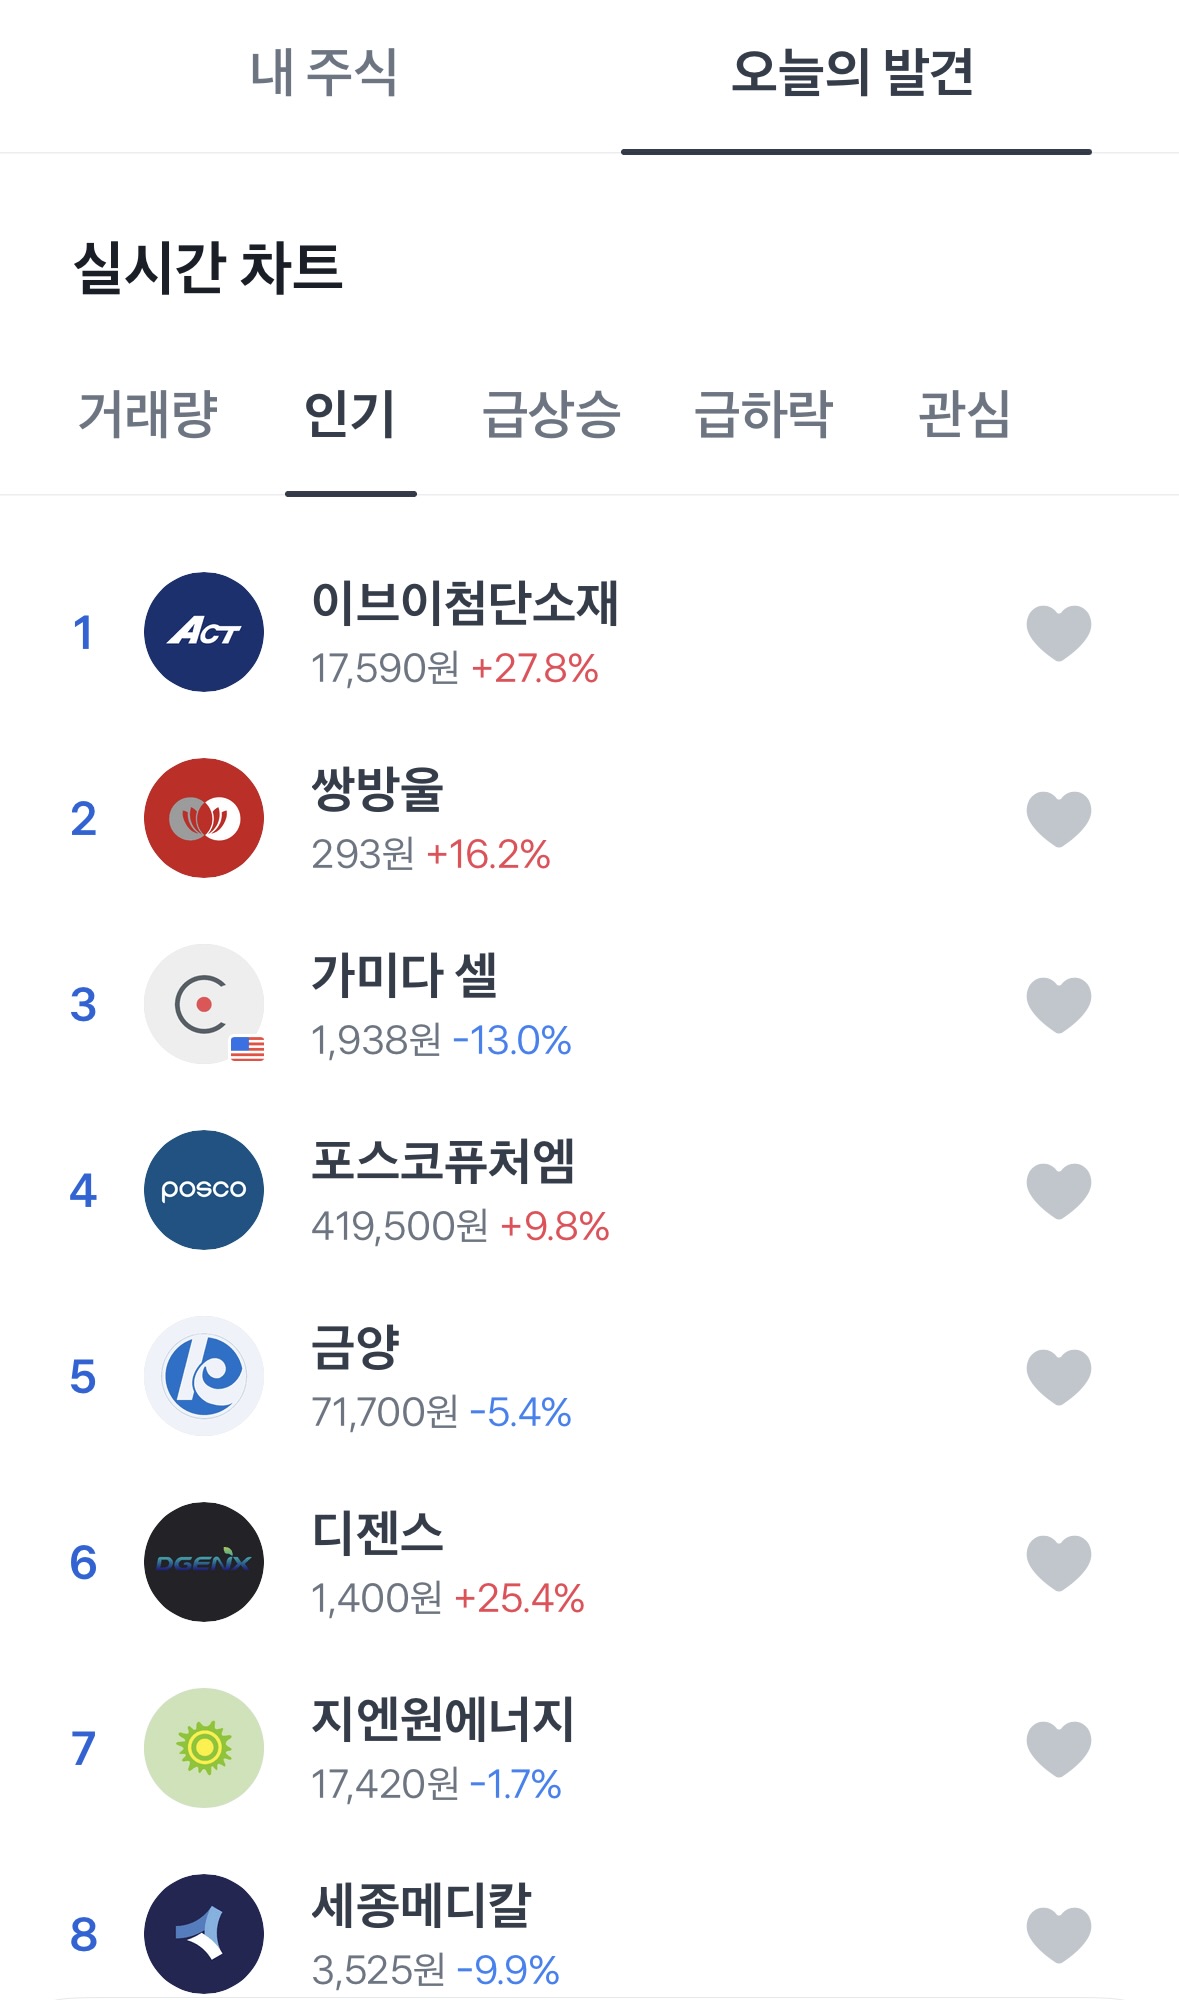 내 주식 오늘의 발견
실시간 차트
거래량 인기 급상승 급하락 관심
1 ACT 이브이첨단소재
17,590원 +27.8%
2 쌍방울
293원 +16.2%
3 가미다 셀
1,938원 -13.0%
4 posco 포스코퓨처엠
419,500원 +9.8%
5 금양
71,700원 -5.4%
6 DGENX 디젠스
1,400원 +25.4%
7 지엔원에너지
17,420원 -1.7%
8 세종메디칼
3,525원 -9.9%